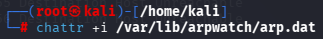 ┌──(root㉿kali)-[/home/kali]
└─# chattr +i /var/lib/arpwatch/arp.dat